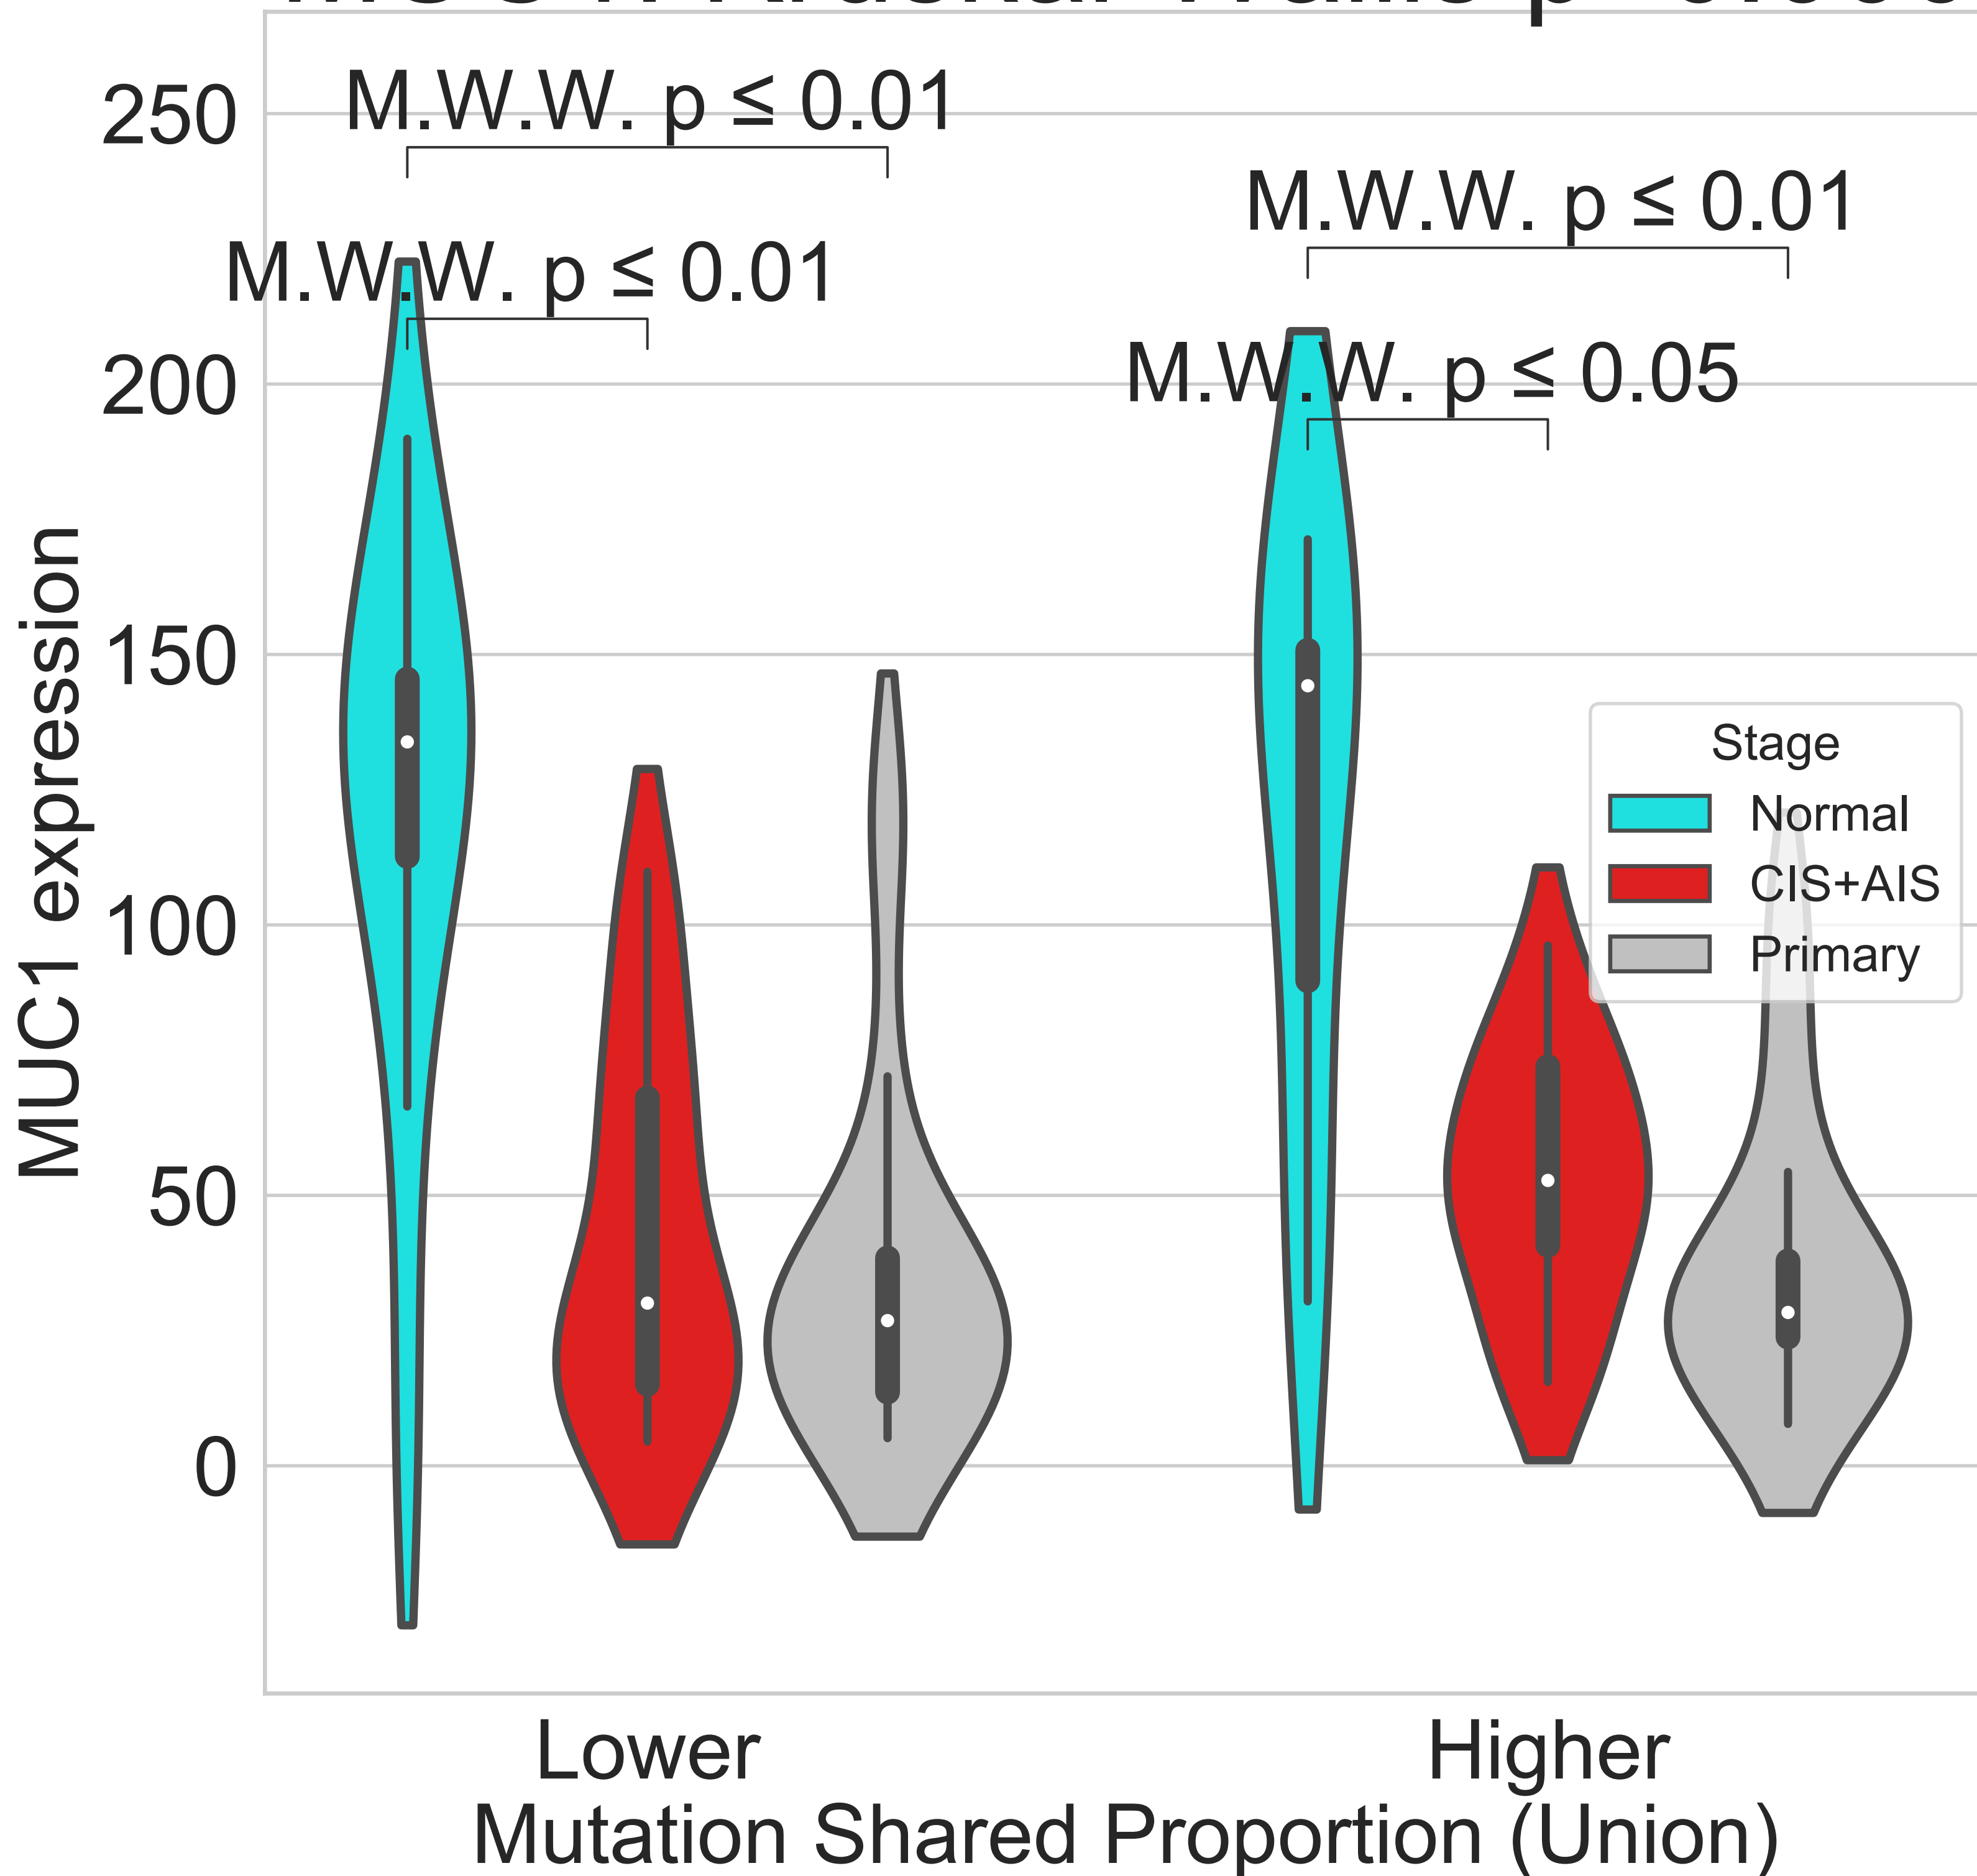 250
M.W.W. p ≤ 0.01
M.W.W. p ≤ 0.01
M.W.W. p ≤ 0.01
200
M.W.W. p ≤ 0.05
150
100
50
0
MUC1 expression
Stage
Normal
CIS+AIS
Primary
Lower
Higher
Mutation Shared Proportion (Union)